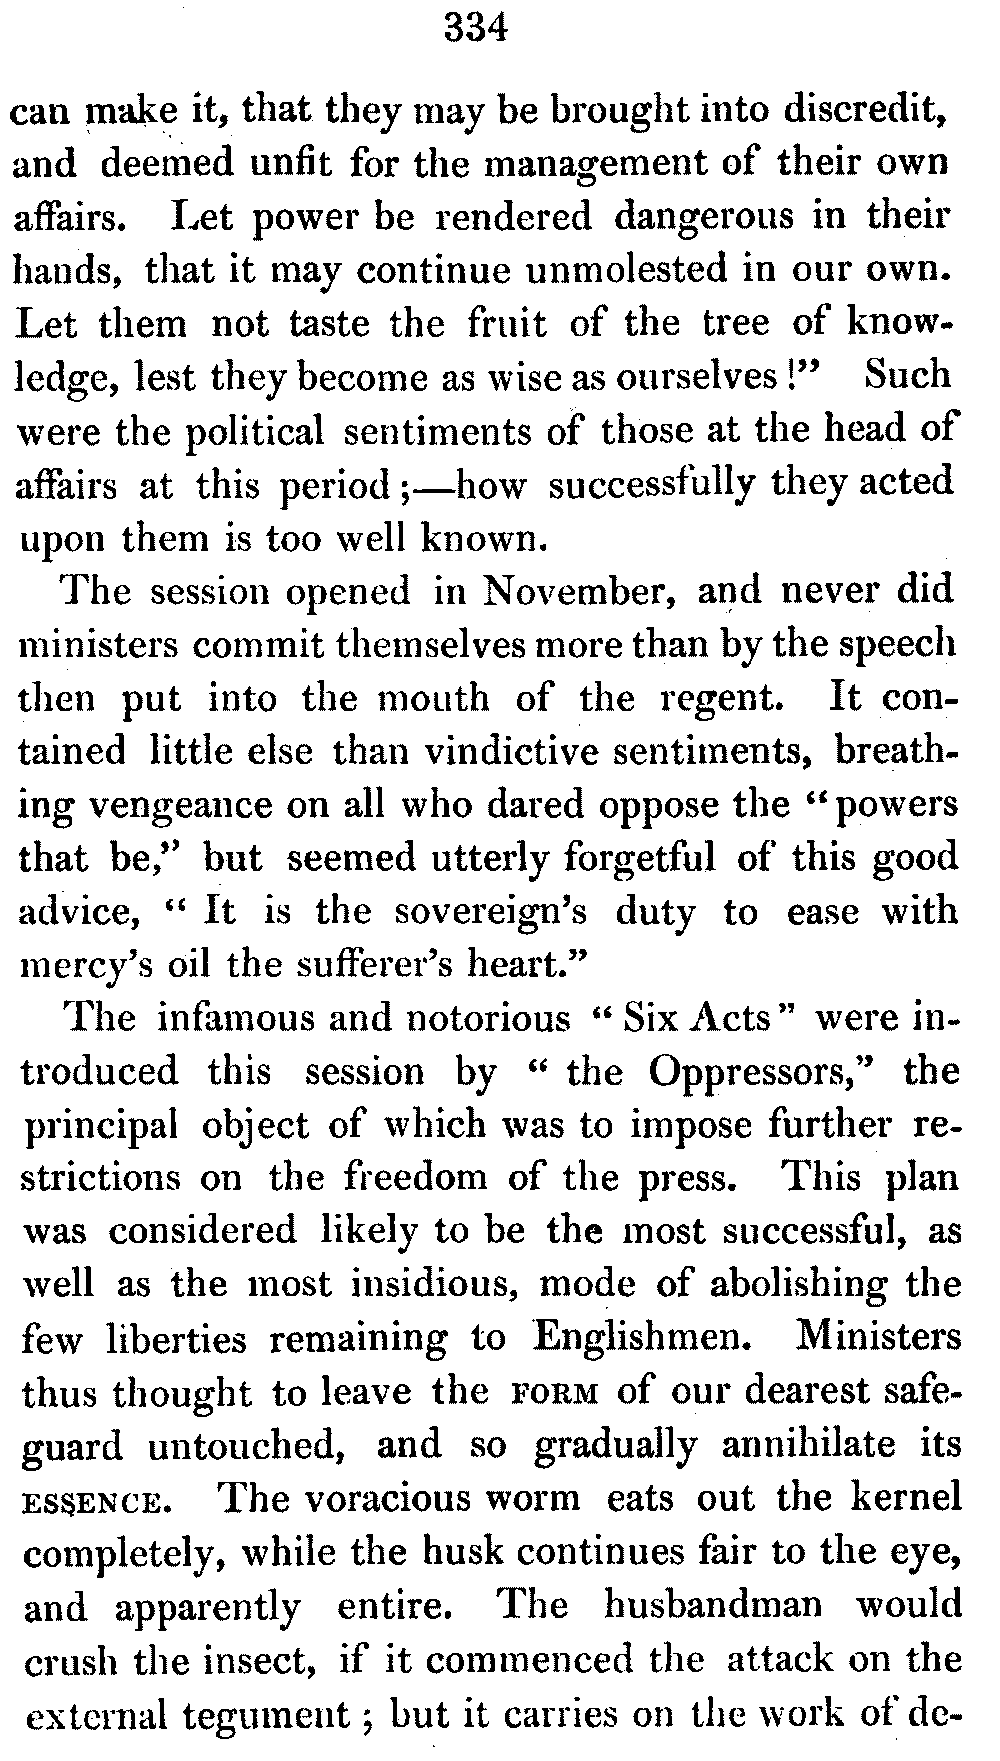 334
can make it, that they may be brought into discredit,
and deemed unfit for the management of their own
affairs. Let power be rendered dangerous in their
hands, that it may continue unmolested in our own.
Let them not taste the fruit of the tree of know-
ledge, lest they become as wise as ourselves !" Such
were the political sentiments of those at the head of
affairs at this period ;—how successfully they acted
upon them is too well known.
The session opened in November, and never did
ministers commit themselves more than by the speech
then put into the mouth of the regent. It con-
tained little else than vindictive sentiments, breath-
ing vengeance on all who dared oppose the "powers
that be," but seemed utterly forgetful of this good
advice, " It is the sovereign's duty to ease with
mercy's oil the sufferer's heart."
The infamous and notorious " Six Acts" were in-
troduced this session by " the Oppressors," the
principal object of which was to impose further re-
strictions on the freedom of the press. This plan
was considered likely to be the most successful, as
well as the most insidious, mode of abolishing the
few liberties remaining to Englishmen. Ministers
thus thought to leave the FORM of our dearest safe-
guard untouched, and so gradually annihilate its
ESSENCE. The voracious worm eats out the kernel
completely, while the husk continues fair to the eye,
and apparently entire. The husbandman would
crush the insect, if it commenced the attack on the
external tegument ; but it carries on the work of de-